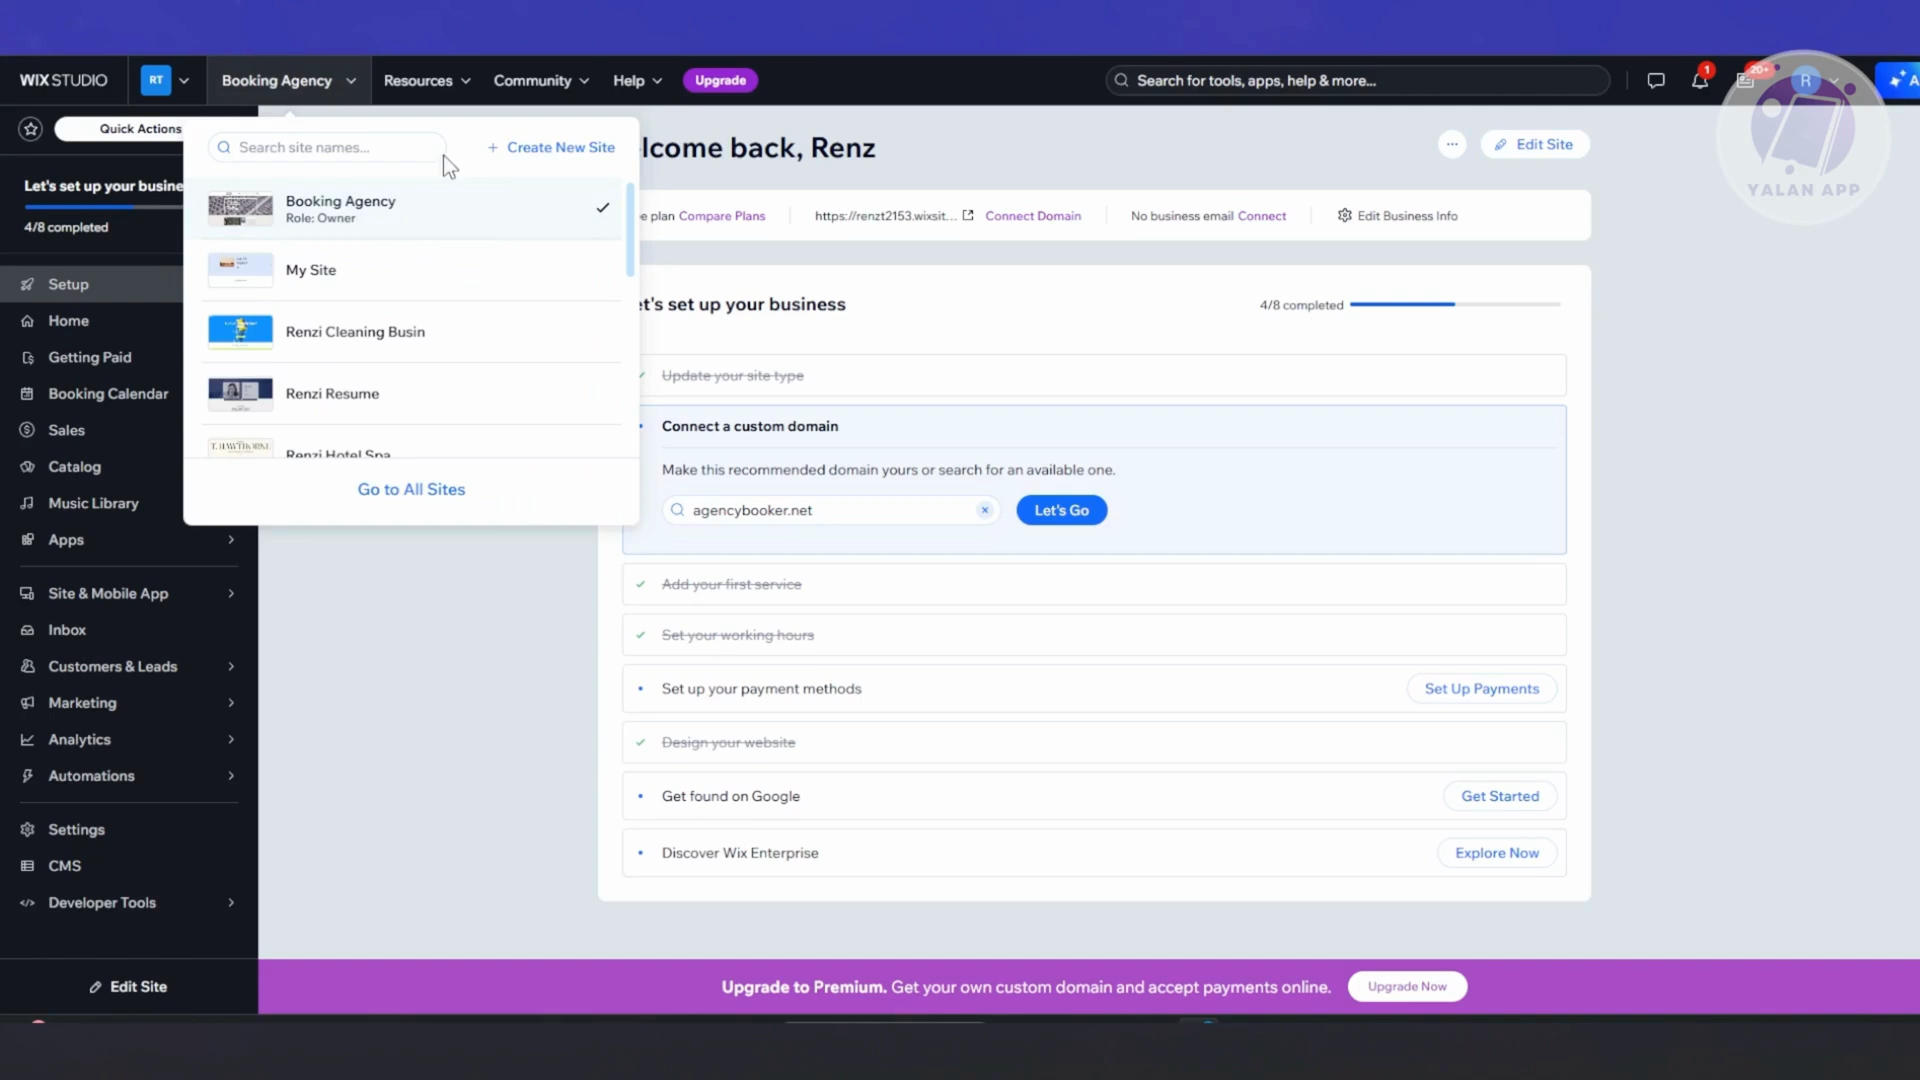 WIX STUDIO
RT
Booking Agency
Resources
Community
Help
Upgrade
Search for tools, apps, help & more...
1
20+
R
A
YALAN APP
Quick Actions
Let's set up your busine
4/8 completed
Setup
Home
Getting Paid
Booking Calendar
Sales
Catalog
Music Library
Apps
Site & Mobile App
Inbox
Customers & Leads
Marketing
Analytics
Automations
Settings
CMS
Developer Tools
Edit Site
Search site names...
+ Create New Site
Booking Agency
Role: Owner
My Site
Renzi Cleaning Busin
Renzi Resume
T. HAWTHORNE
Renzi Hotel Spa
Go to All Sites
lcome back, Renz
... Edit Site
e plan Compare Plans
https://renzt2153.wixsit... Connect Domain
No business email Connect
Edit Business Info
et's set up your business
4/8 completed
Update your site type
Connect a custom domain
Make this recommended domain yours or search for an available one.
agencybooker.net
Let's Go
Add your first service
Set your working hours
Set up your payment methods
Set Up Payments
Design your website
Get found on Google
Get Started
Discover Wix Enterprise
Explore Now
Upgrade to Premium. Get your own custom domain and accept payments online.
Upgrade Now